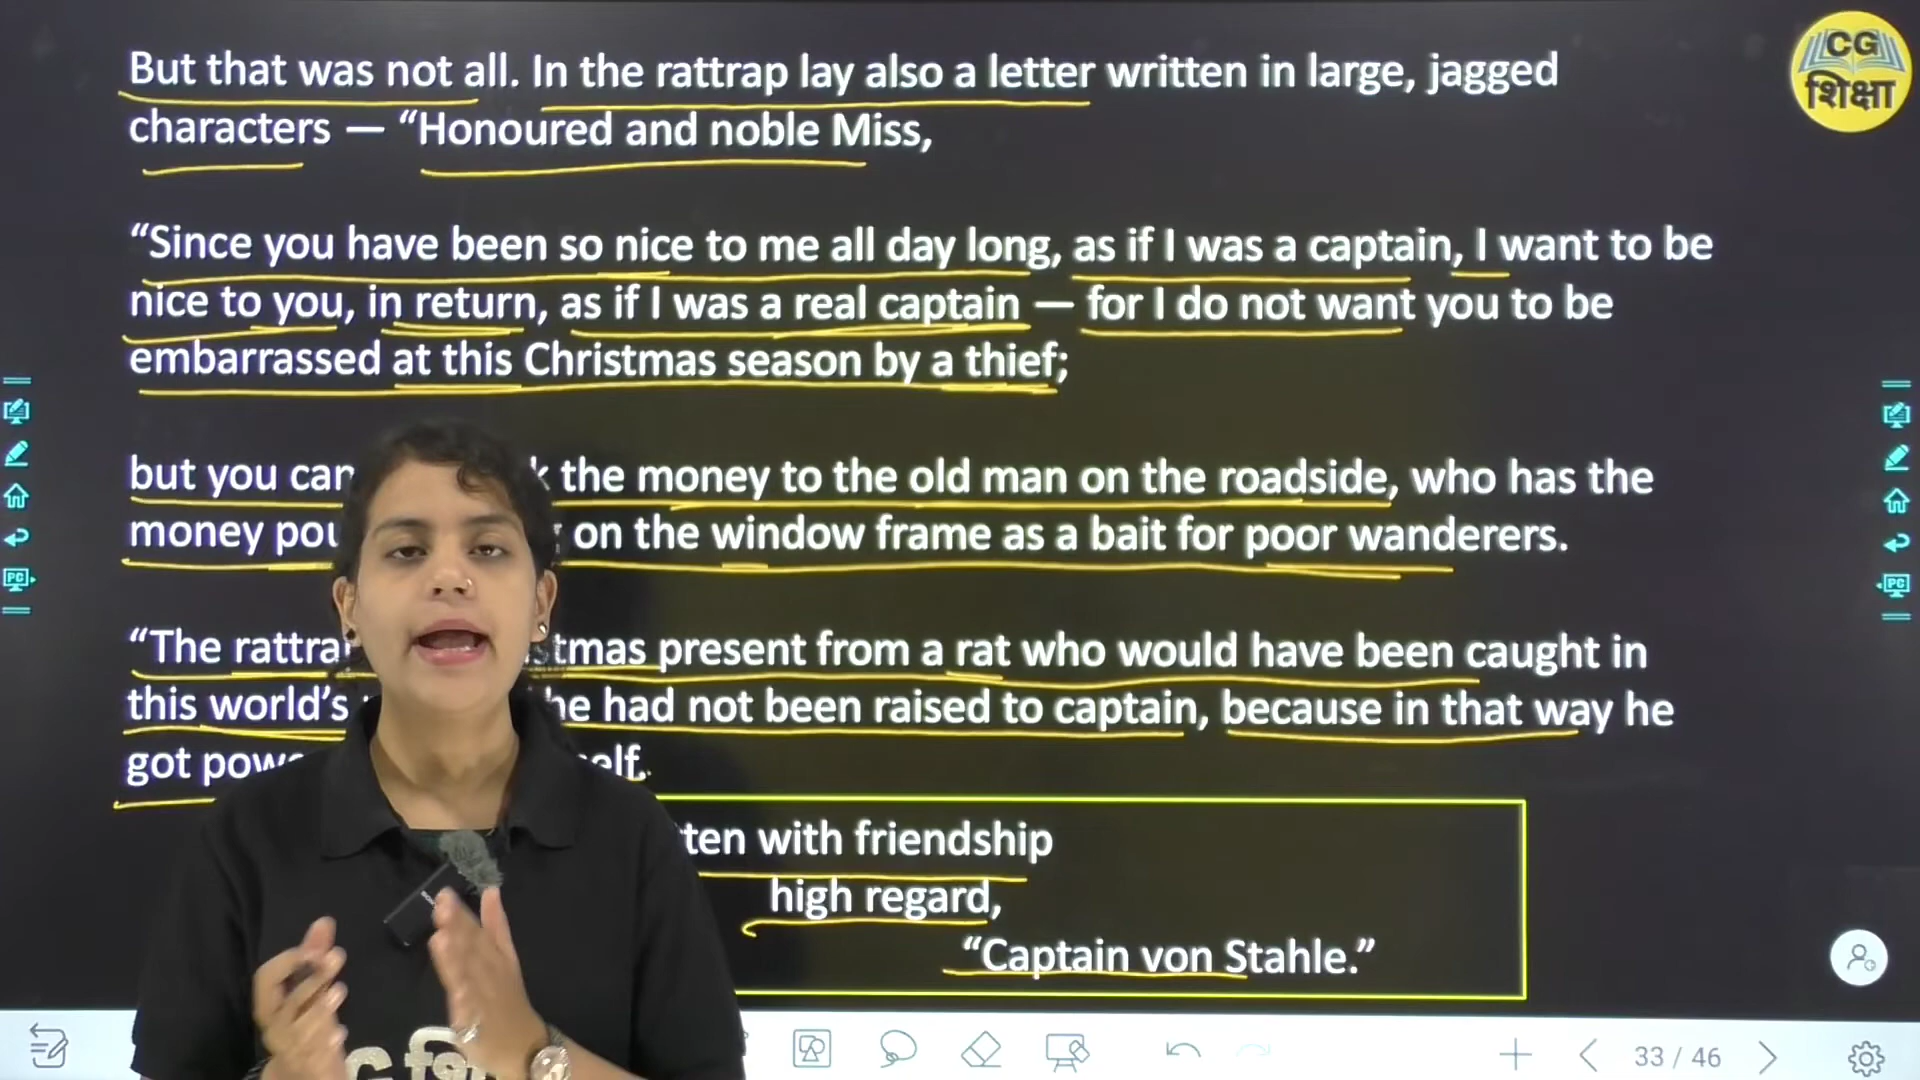 But that was not all. In the rattrap lay also a letter written in large, jagged
characters — “Honoured and noble Miss,
“Since you have been so nice to me all day long, as if I was a captain, I want to be
nice to you, in return, as if I was a real captain — for I do not want you to be
embarrassed at this Christmas season by a thief;
but you can the money to the old man on the roadside, who has the
money on the window frame as a bait for poor wanderers.
“The present from a rat who would have been caught in
this world’s he had not been raised to captain, because in that way he
got
with friendship
high regard,
“Captain von Stahle.”
CG
शिक्षा
PC
PC
33 / 46